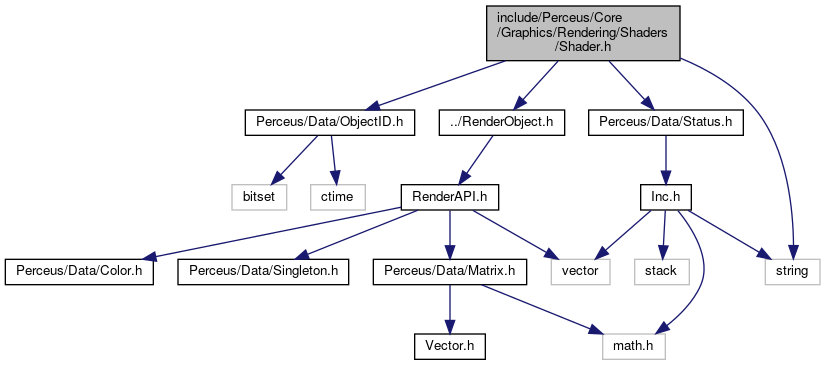 include/Perceus/Core
/Graphics/Rendering/Shaders
/Shader.h
Perceus/Data/ObjectID.h
../RenderObject.h
Perceus/Data/Status.h
bitset
ctime
RenderAPI.h
Inc.h
Perceus/Data/Color.h
Perceus/Data/Singleton.h
Perceus/Data/Matrix.h
vector
stack
string
Vector.h
math.h